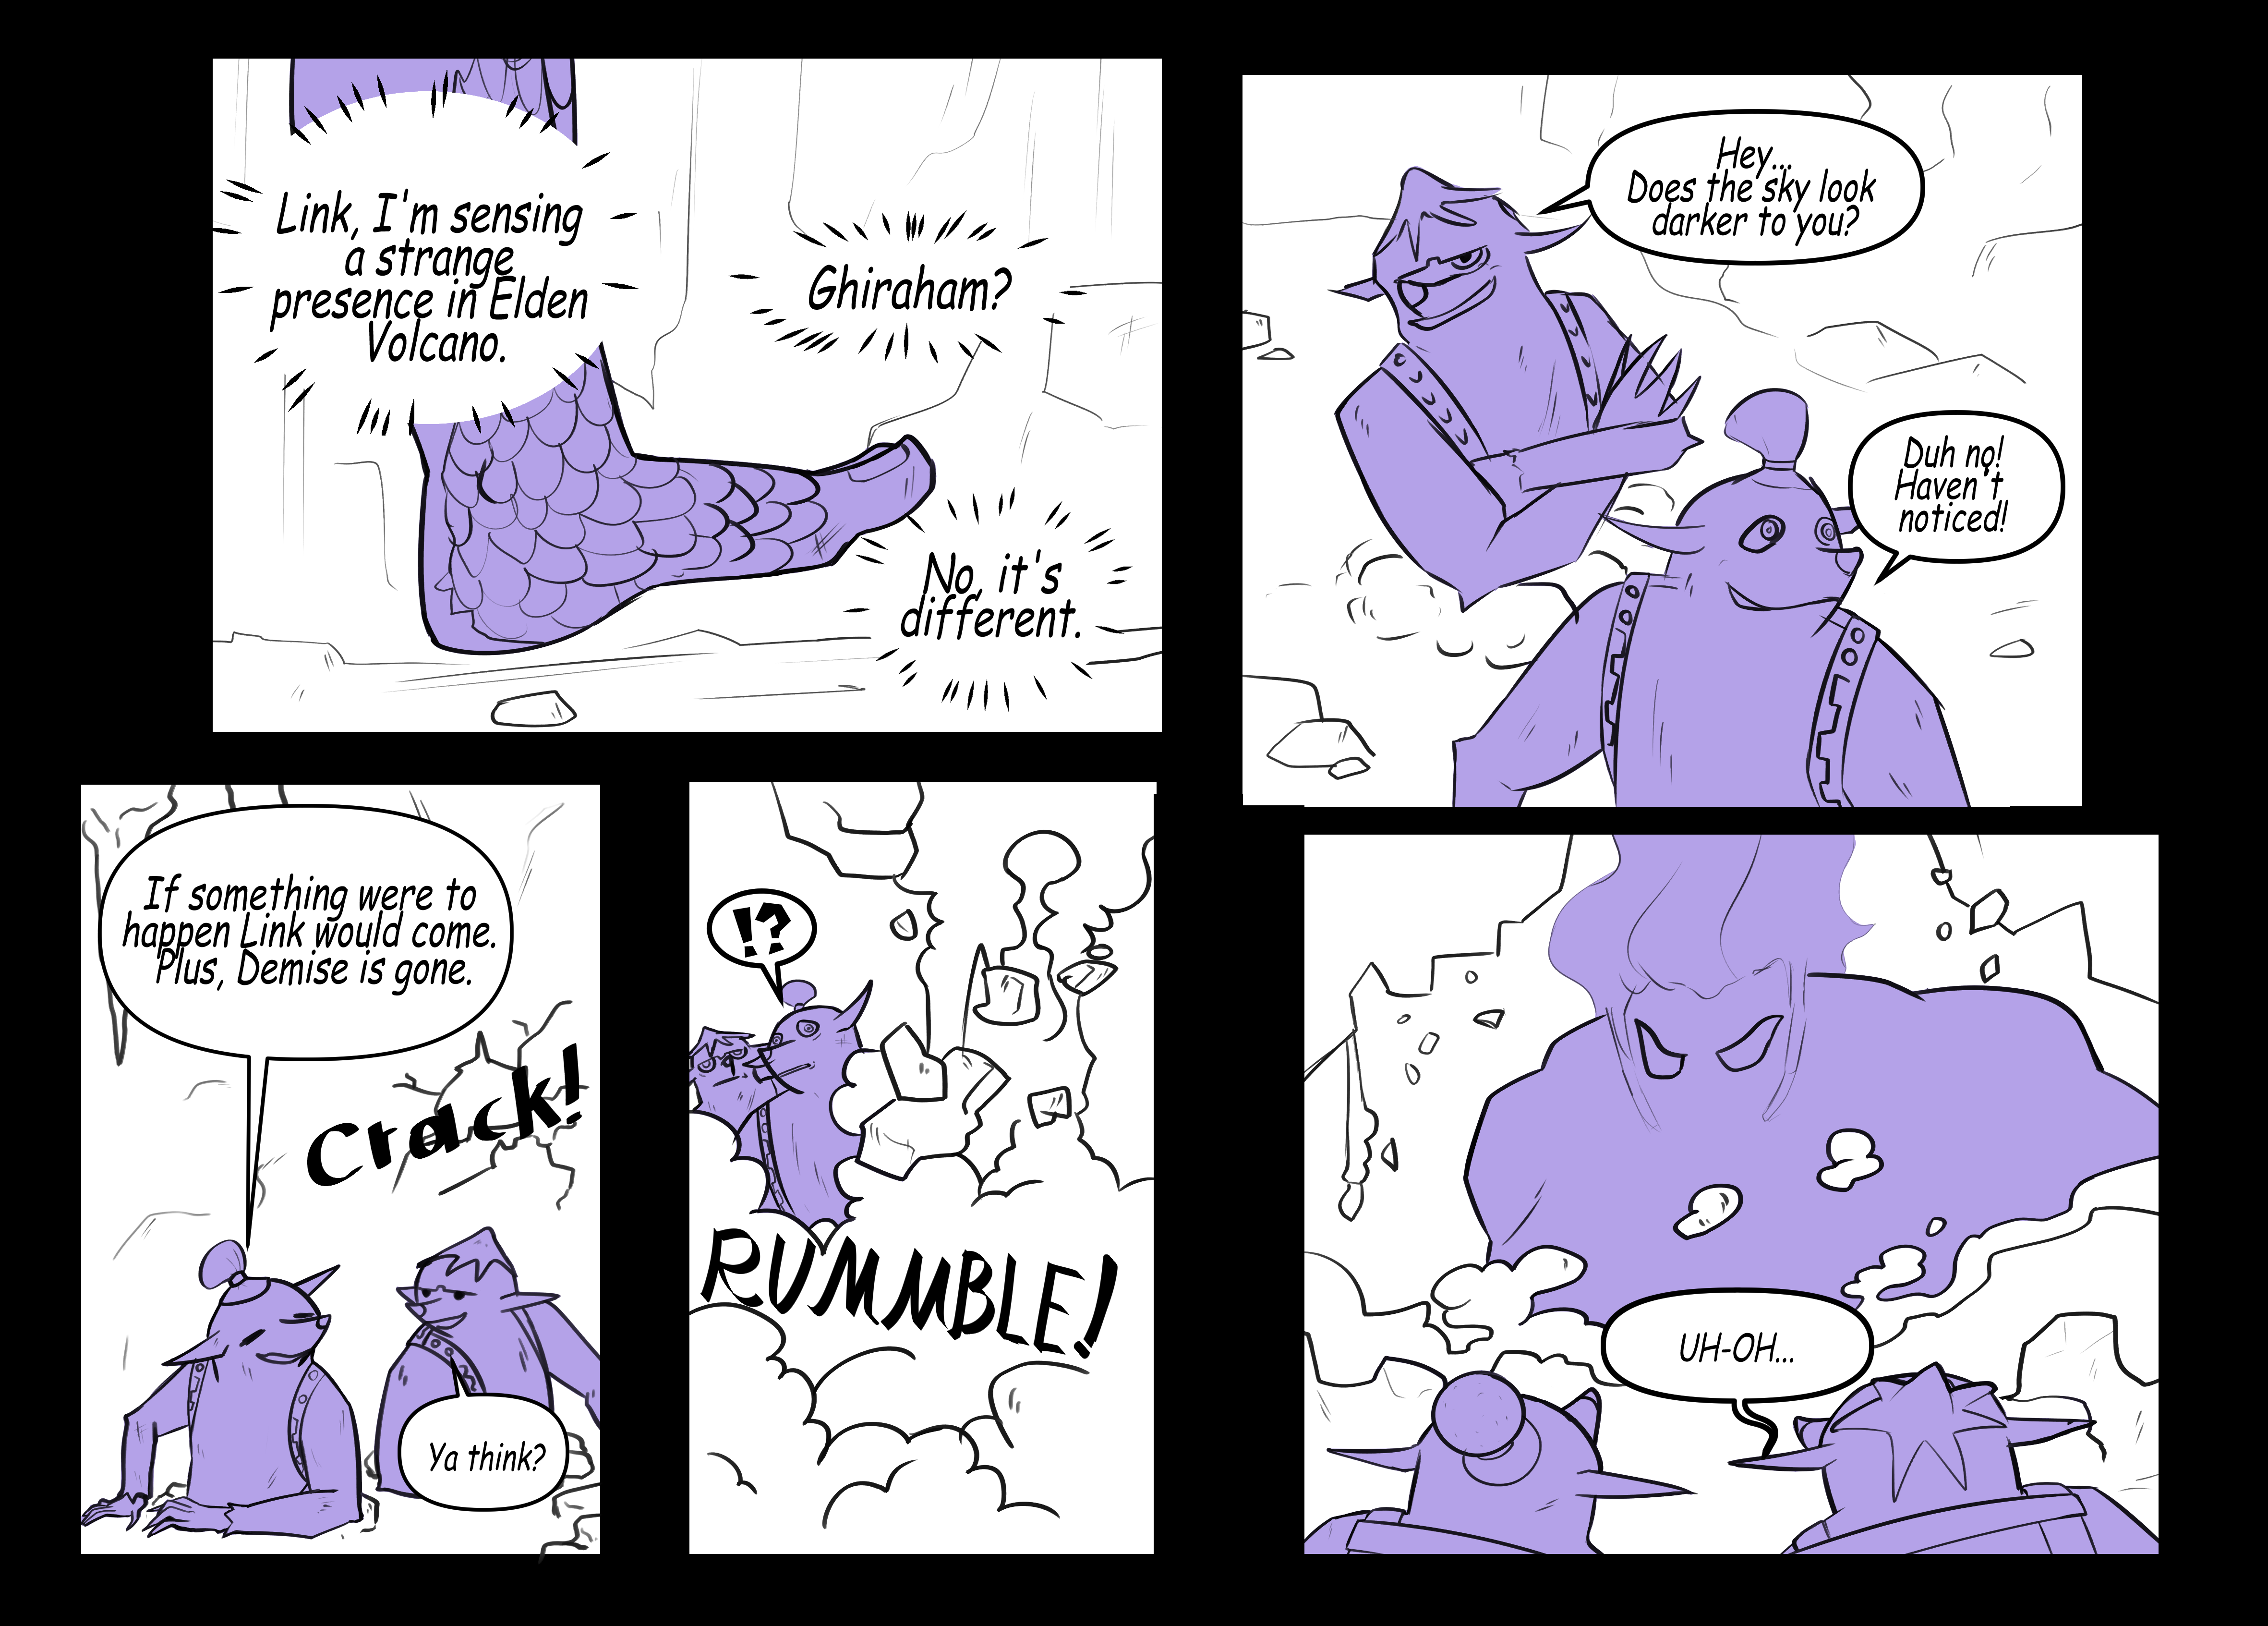 Link, I'm sensing
a strange
presence in Elden
Volcano.
Ghiraham?
No, it's
different.
Hey...
Does the sky look
darker to you?
Duh no!
Haven't
noticed!
If something were to
happen Link would come.
Plus, Demise is gone.
Crack!
Ya think?
!?
RUMMBLE!
UH-OH...